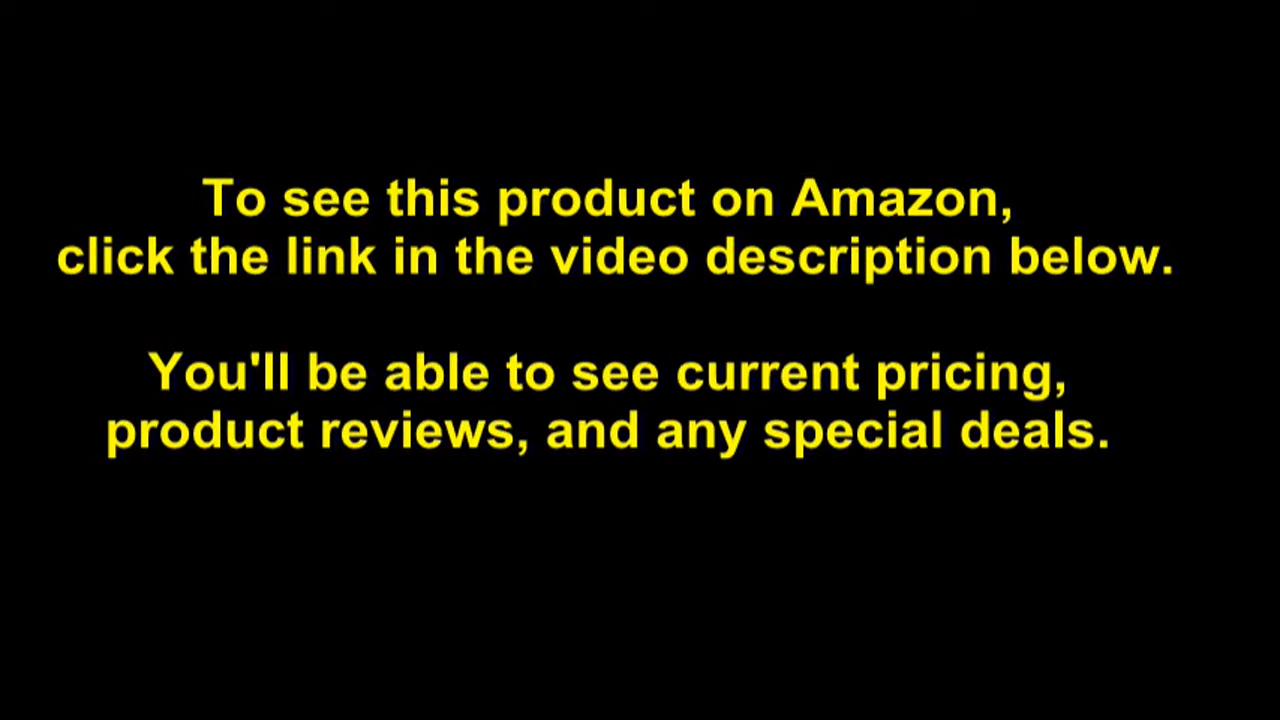 To see this product on Amazon,
click the link in the video description below.
You'll be able to see current pricing,
product reviews, and any special deals.